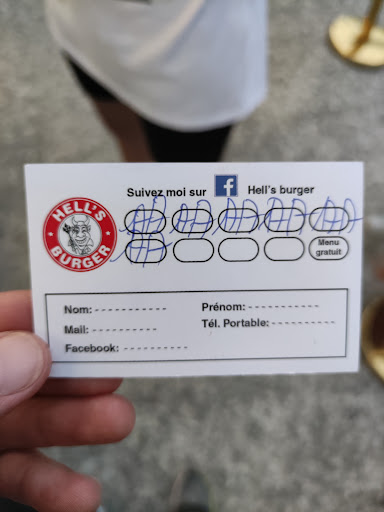 Suivez moi sur f Hell's burger
HELL'S
BURGER
Menu
gratuit
Nom: - - - - - - - - - - - Prénom: - - - - - - - - - - -
Mail: - - - - - - - - - - Tél. Portable: - - - - - - - - - -
Facebook: - - - - - - - - - -